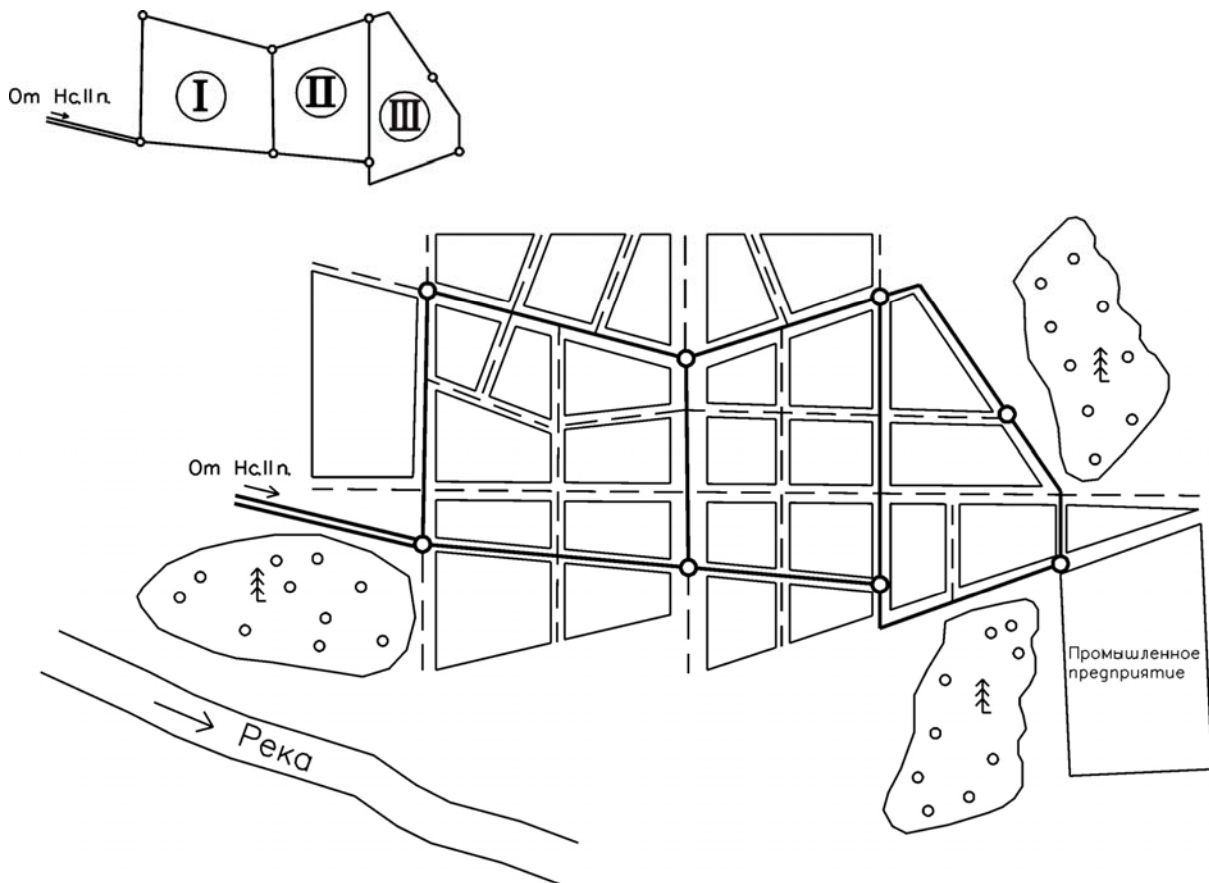 I
II
III
От Нс.II п.
От Нс.II п.
Промышленное
предприятие
Река